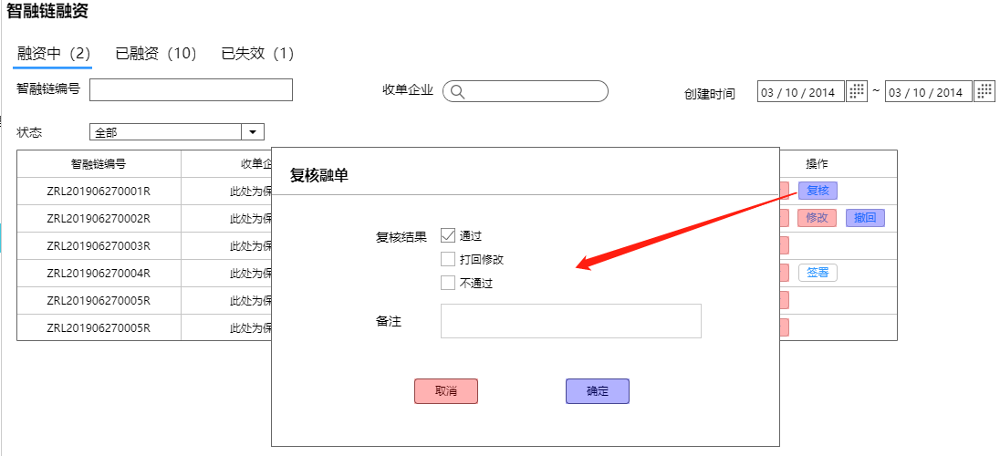 智融链融资
融资中（2） 已融资（10） 已失效（1）
智融链编号 收单企业 创建时间 03 / 10 / 2014 ~ 03 / 10 / 2014
状态 全部
智融链编号 收单企 操作
ZRL201906270001R 此处为保 复核
ZRL201906270002R 此处为保 修改 撤回
ZRL201906270003R 此处为保
ZRL201906270004R 此处为保 签署
ZRL201906270005R 此处为保
ZRL201906270005R 此处为保
复核融单
复核结果 通过
打回修改
不通过
备注
取消 确定